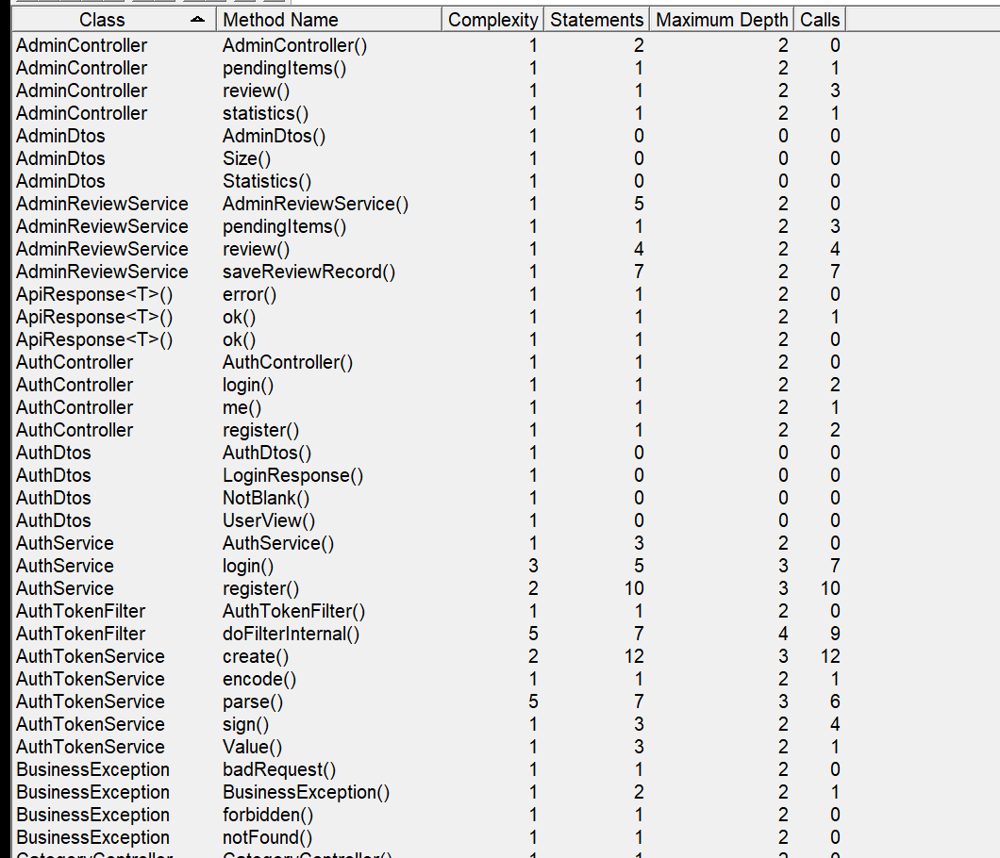 Class Method Name Complexity Statements Maximum Depth Calls
AdminController AdminController() 1 2 2 0
AdminController pendingItems() 1 1 2 1
AdminController review() 1 1 2 3
AdminController statistics() 1 1 2 1
AdminDtos AdminDtos() 1 0 0 0
AdminDtos Size() 1 0 0 0
AdminDtos Statistics() 1 0 0 0
AdminReviewService AdminReviewService() 1 5 2 0
AdminReviewService pendingItems() 1 1 2 3
AdminReviewService review() 1 4 2 4
AdminReviewService saveReviewRecord() 1 7 2 7
ApiResponse<T>() error() 1 1 2 0
ApiResponse<T>() ok() 1 1 2 1
ApiResponse<T>() ok() 1 1 2 0
AuthController AuthController() 1 1 2 0
AuthController login() 1 1 2 2
AuthController me() 1 1 2 1
AuthController register() 1 1 2 2
AuthDtos AuthDtos() 1 0 0 0
AuthDtos LoginResponse() 1 0 0 0
AuthDtos NotBlank() 1 0 0 0
AuthDtos UserView() 1 0 0 0
AuthService AuthService() 1 3 2 0
AuthService login() 3 5 3 7
AuthService register() 2 10 3 10
AuthTokenFilter AuthTokenFilter() 1 1 2 0
AuthTokenFilter doFilterInternal() 5 7 4 9
AuthTokenService create() 2 12 3 12
AuthTokenService encode() 1 1 2 1
AuthTokenService parse() 5 7 3 6
AuthTokenService sign() 1 3 2 4
AuthTokenService Value() 1 3 2 1
BusinessException badRequest() 1 1 2 0
BusinessException BusinessException() 1 2 2 1
BusinessException forbidden() 1 1 2 0
BusinessException notFound() 1 1 2 0
CategoryController CategoryController() 1 1 2 0